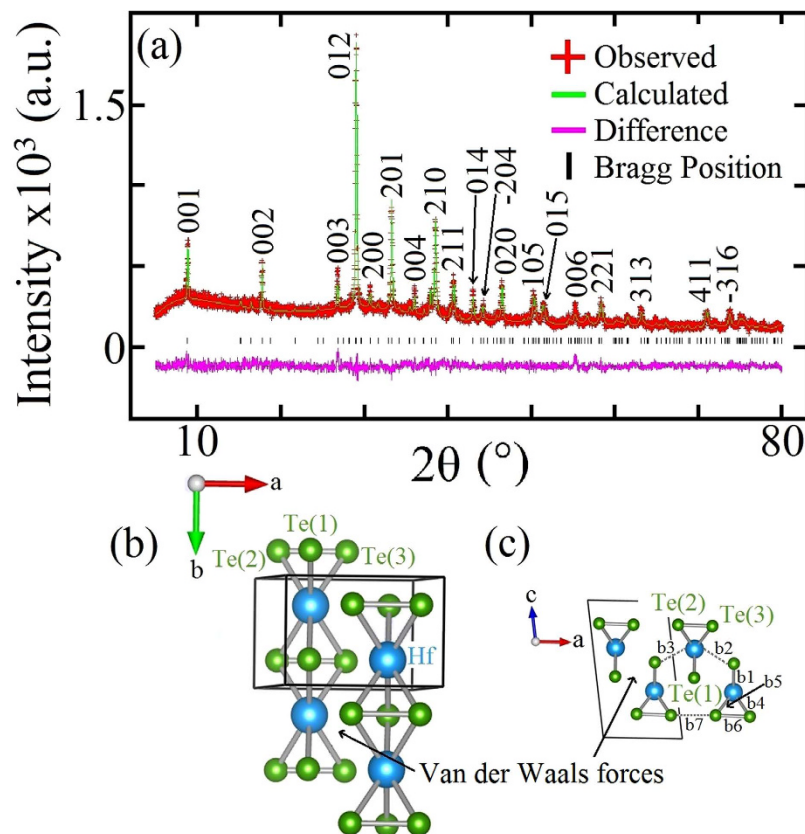 (a)
Intensity x10³ (a.u.)
1.5
0
Observed
Calculated
Difference
Bragg Position
001
002
003
012
200
201
004
210
211
014
-204
020
105
015
006
221
313
411
-316
10
80
2θ (°)
(b)
a
b
Te(1)
Te(2)
Te(3)
Hf
(c)
c
a
Te(2)
Te(3)
b3
b2
b1
Te(1)
b5
b4
b7
b6
Van der Waals forces